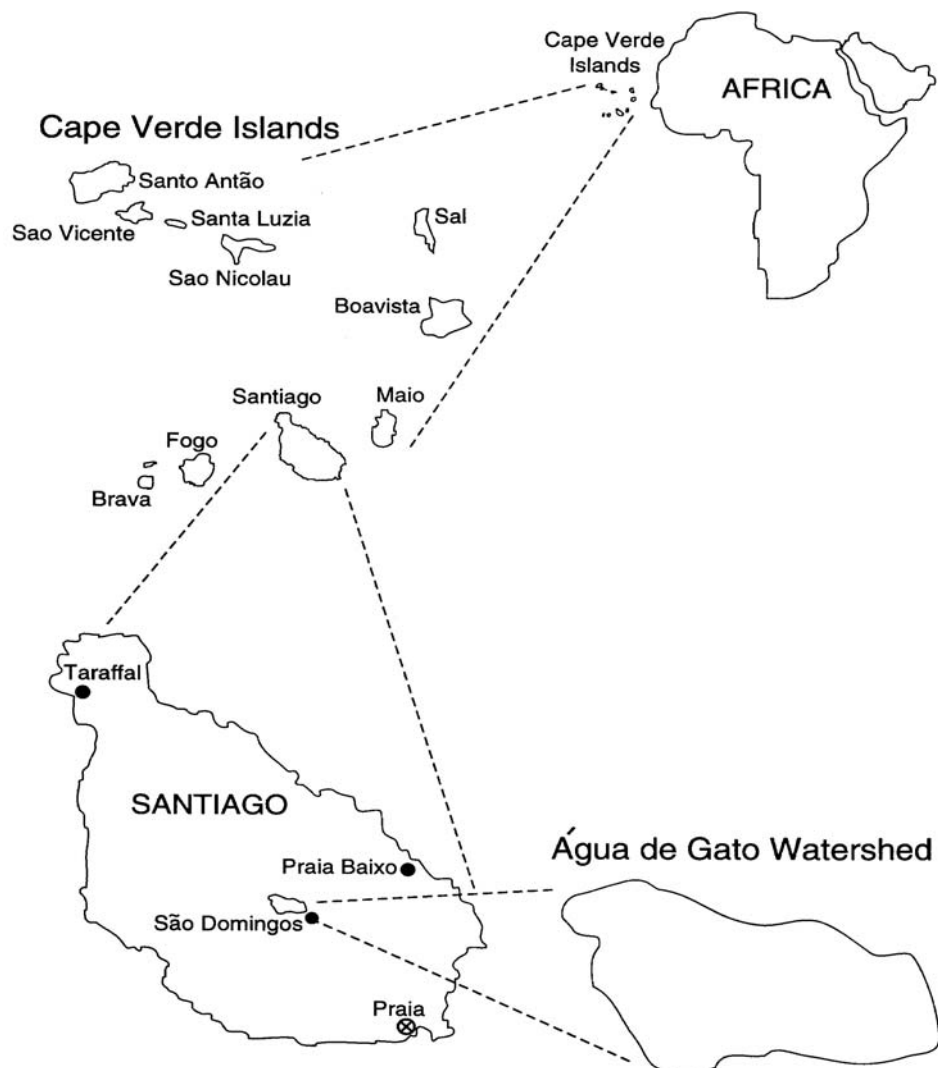 Cape Verde
Islands
AFRICA
Cape Verde Islands
Santo Antão
Sao Vicente
Santa Luzia
Sao Nicolau
Sal
Boavista
Santiago
Maio
Fogo
Brava
Taraffal
SANTIAGO
Praia Baixo
São Domingos
Praia
Água de Gato Watershed